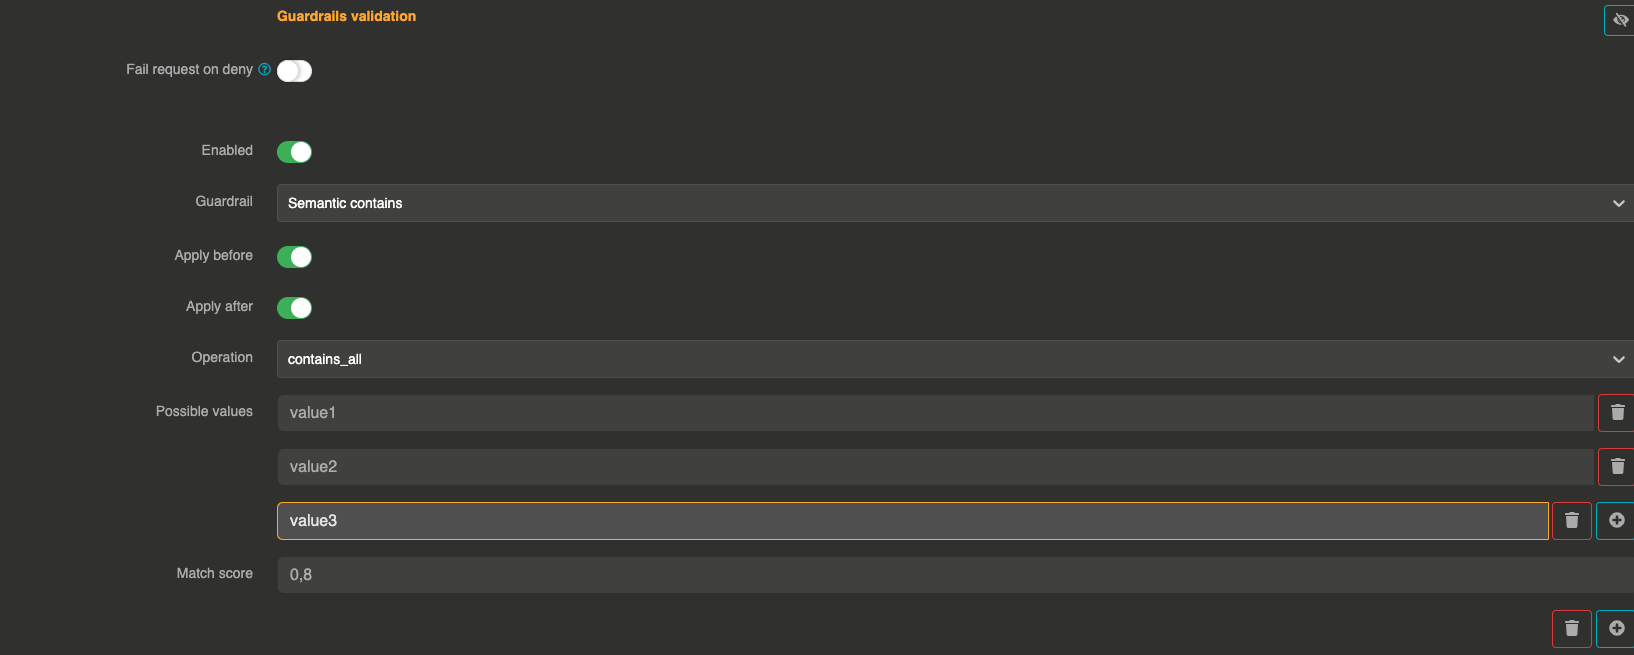 Guardrails validation
Fail request on deny
Enabled
Guardrail Semantic contains
Apply before
Apply after
Operation contains_all
Possible values value1
value2
value3
Match score 0,8